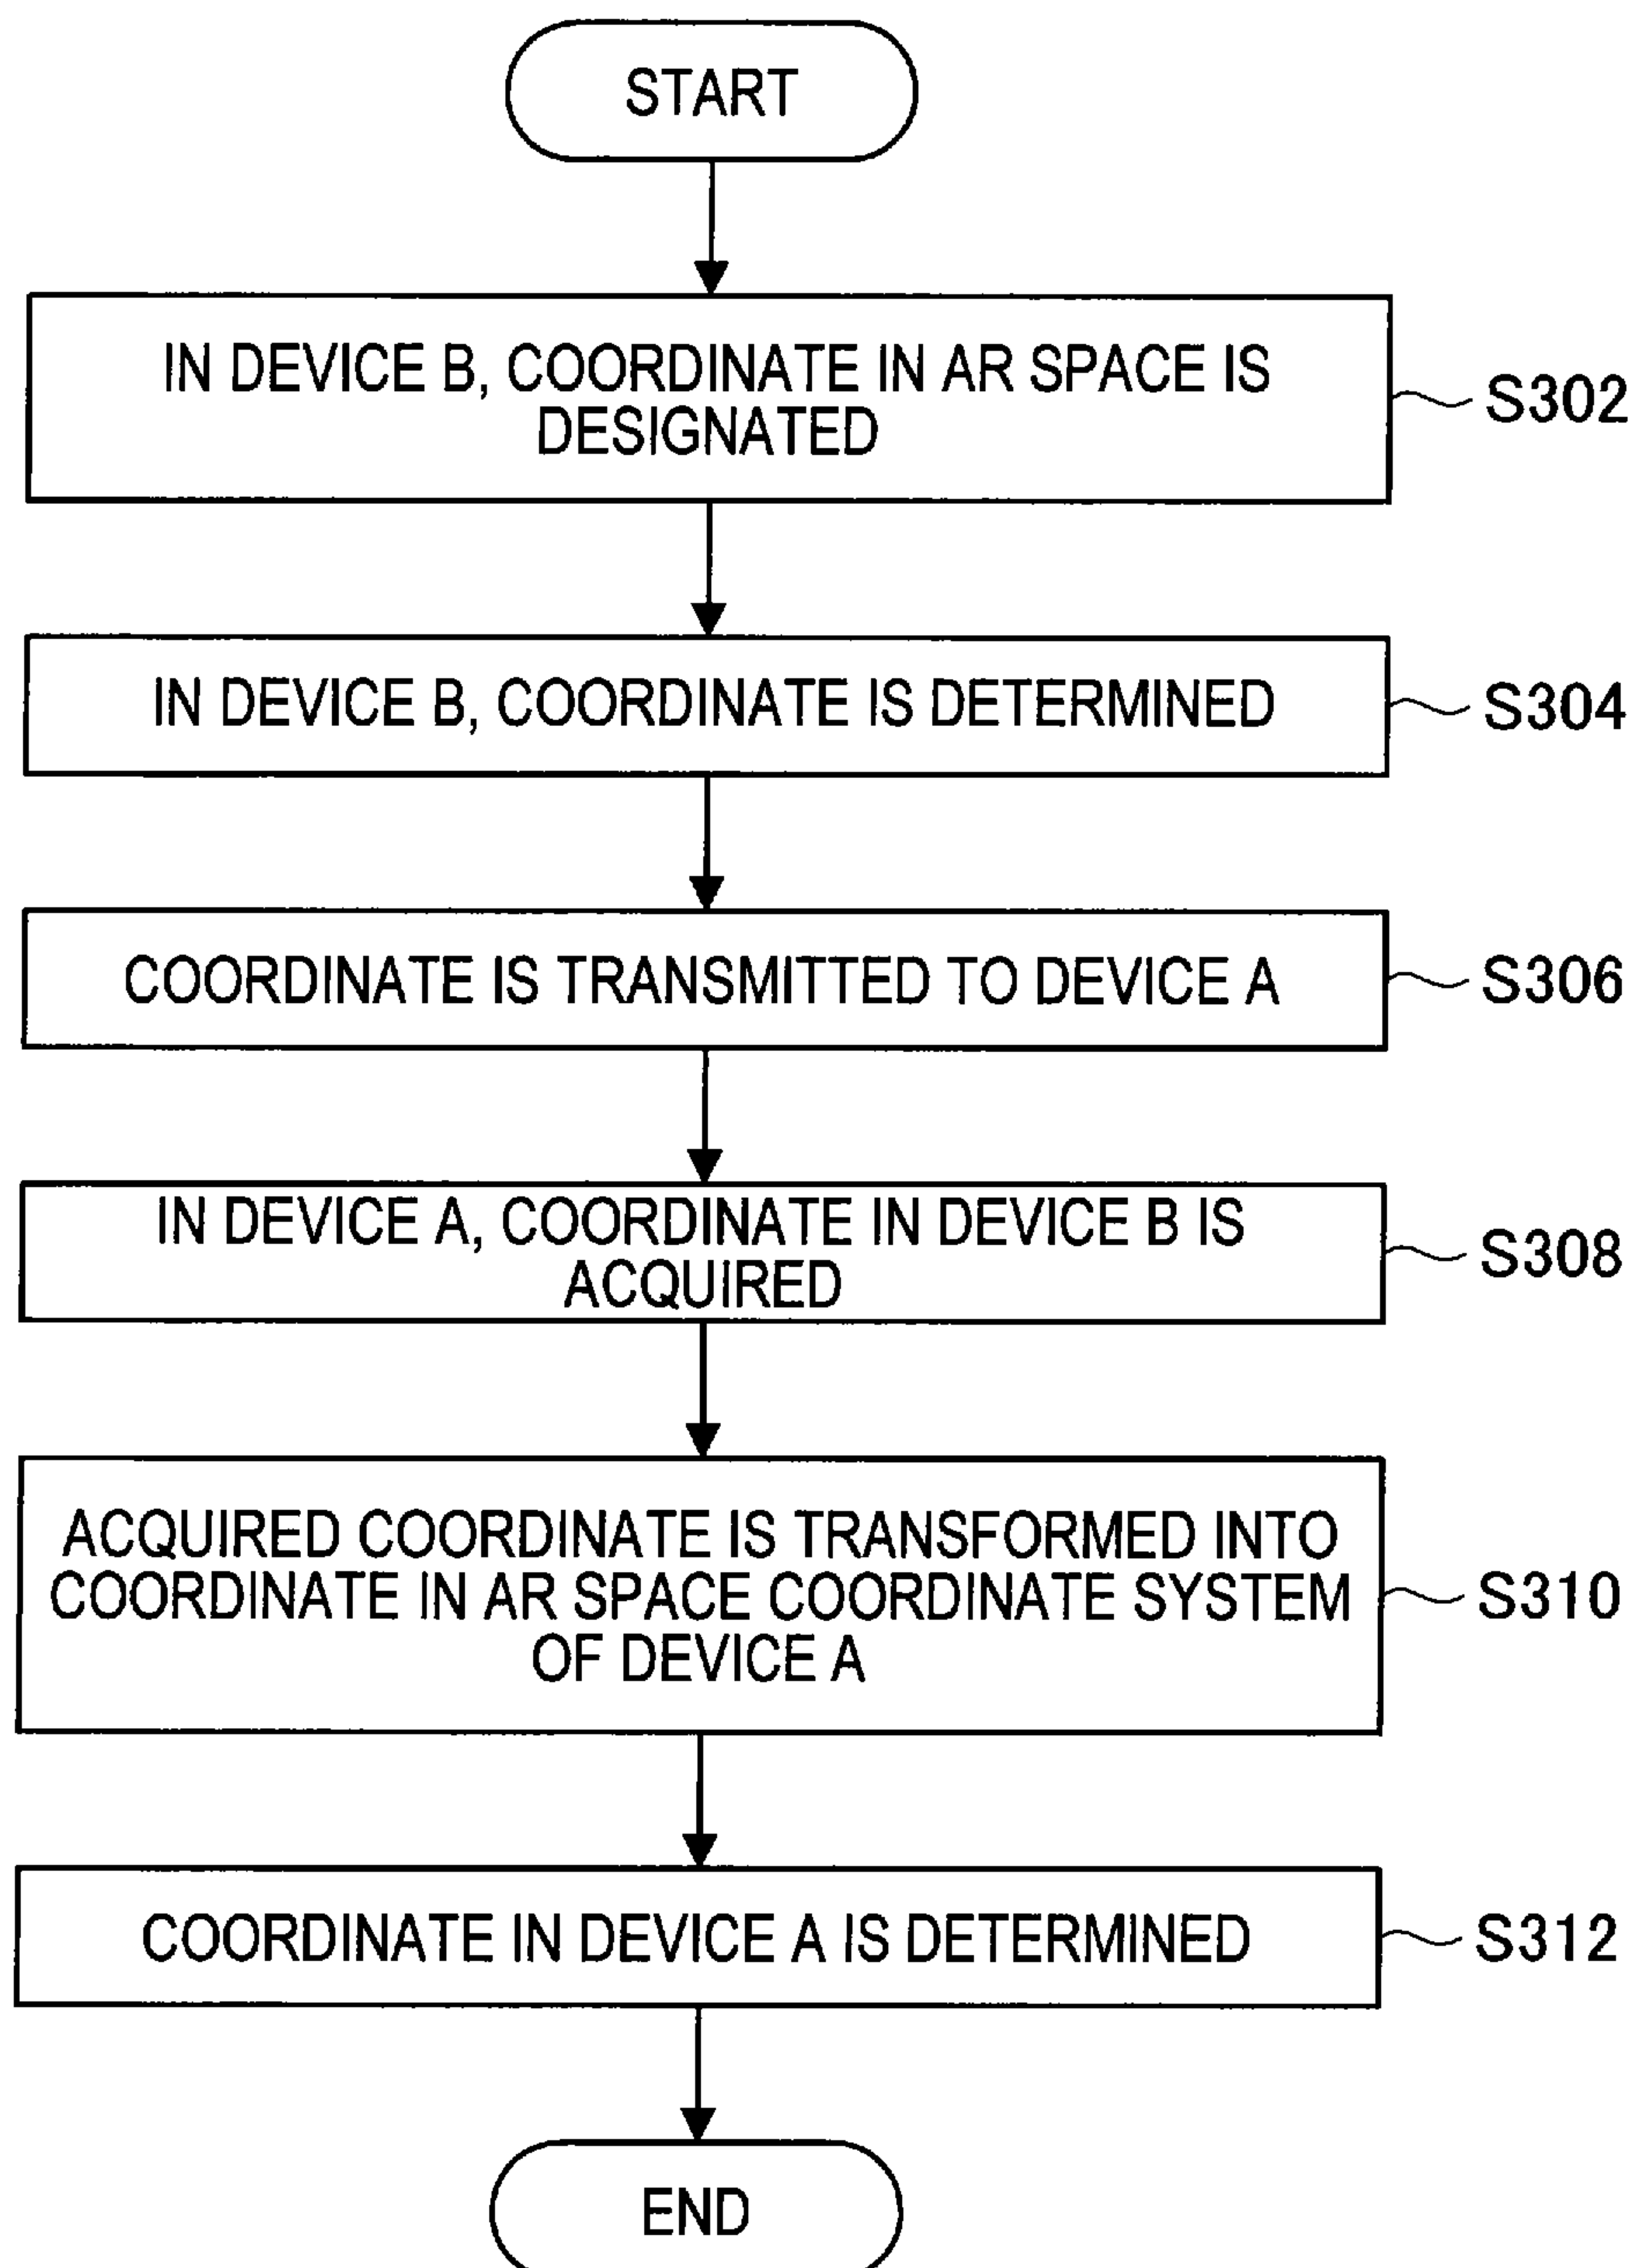 START
IN DEVICE B, COORDINATE IN AR SPACE IS
DESIGNATED
S302
IN DEVICE B, COORDINATE IS DETERMINED
S304
COORDINATE IS TRANSMITTED TO DEVICE A
S306
IN DEVICE A, COORDINATE IN DEVICE B IS
ACQUIRED
S308
ACQUIRED COORDINATE IS TRANSFORMED INTO
COORDINATE IN AR SPACE COORDINATE SYSTEM
OF DEVICE A
S310
COORDINATE IN DEVICE A IS DETERMINED
S312
END